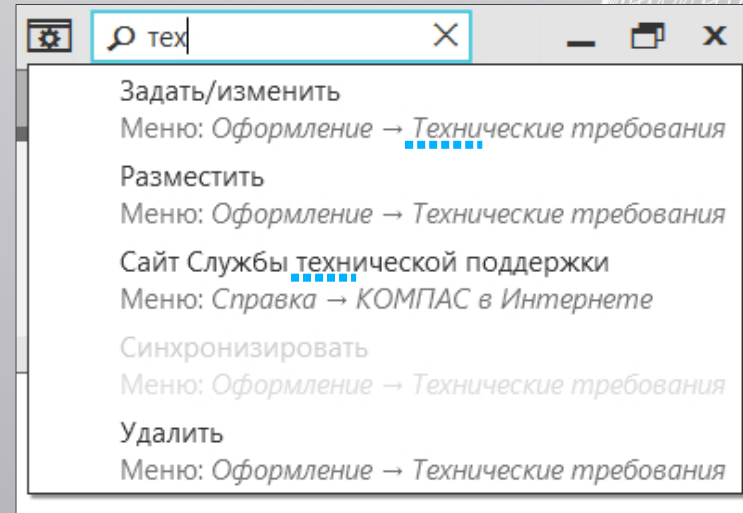 тех
Задать/изменить
Меню: Оформление → Технические требования
Разместить
Меню: Оформление → Технические требования
Сайт Службы технической поддержки
Меню: Справка → КОМПАС в Интернете
Синхронизировать
Меню: Оформление → Технические требования
Удалить
Меню: Оформление → Технические требования